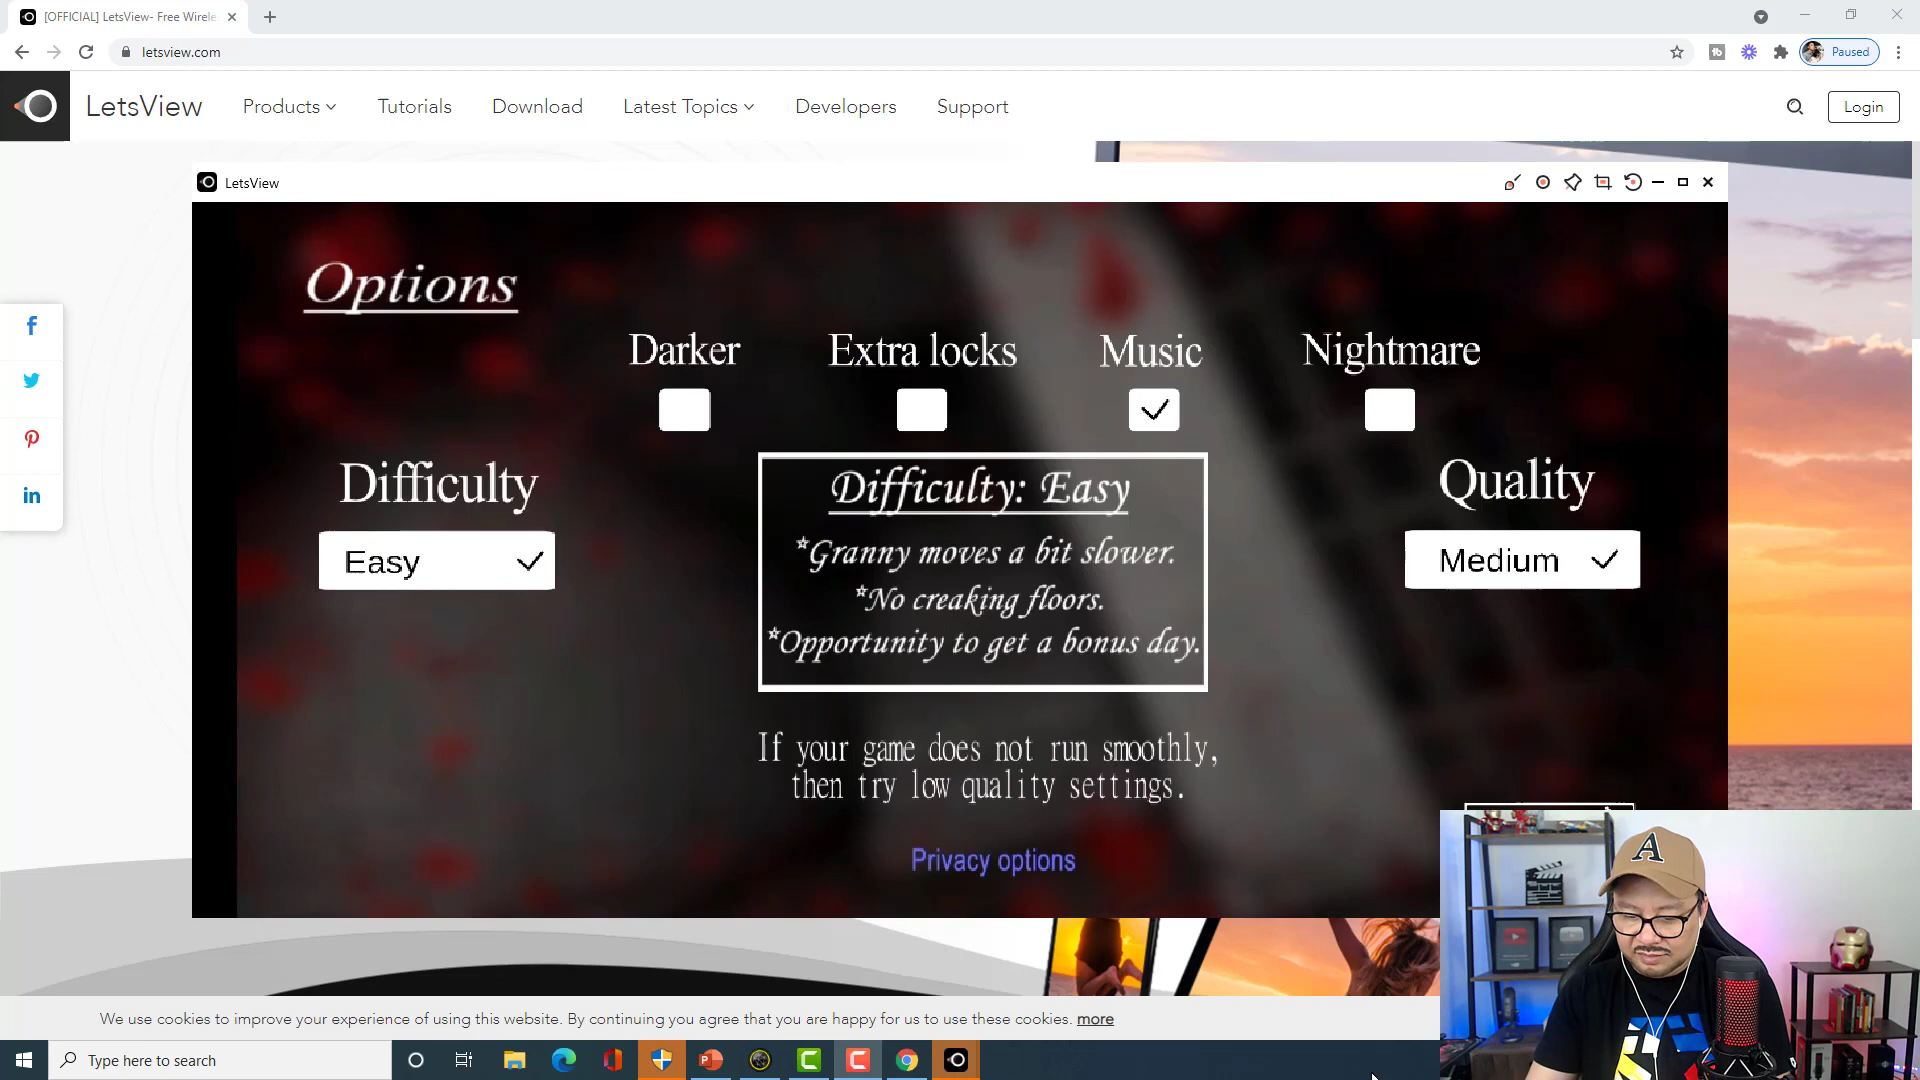 [OFFICIAL] LetsView- Free Wirele
letsview.com
Paused
LetsView
Products
Tutorials
Download
Latest Topics
Developers
Support
Login
LetsView
Options
Darker
Extra locks
Music
Nightmare
Difficulty
Easy
Difficulty: Easy
*Granny moves a bit slower.
*No creaking floors.
*Opportunity to get a bonus day.
Quality
Medium
If your game does not run smoothly,
then try low quality settings.
Privacy options
A
We use cookies to improve your experience of using this website. By continuing you agree that you are happy for us to use these cookies. more
Type here to search